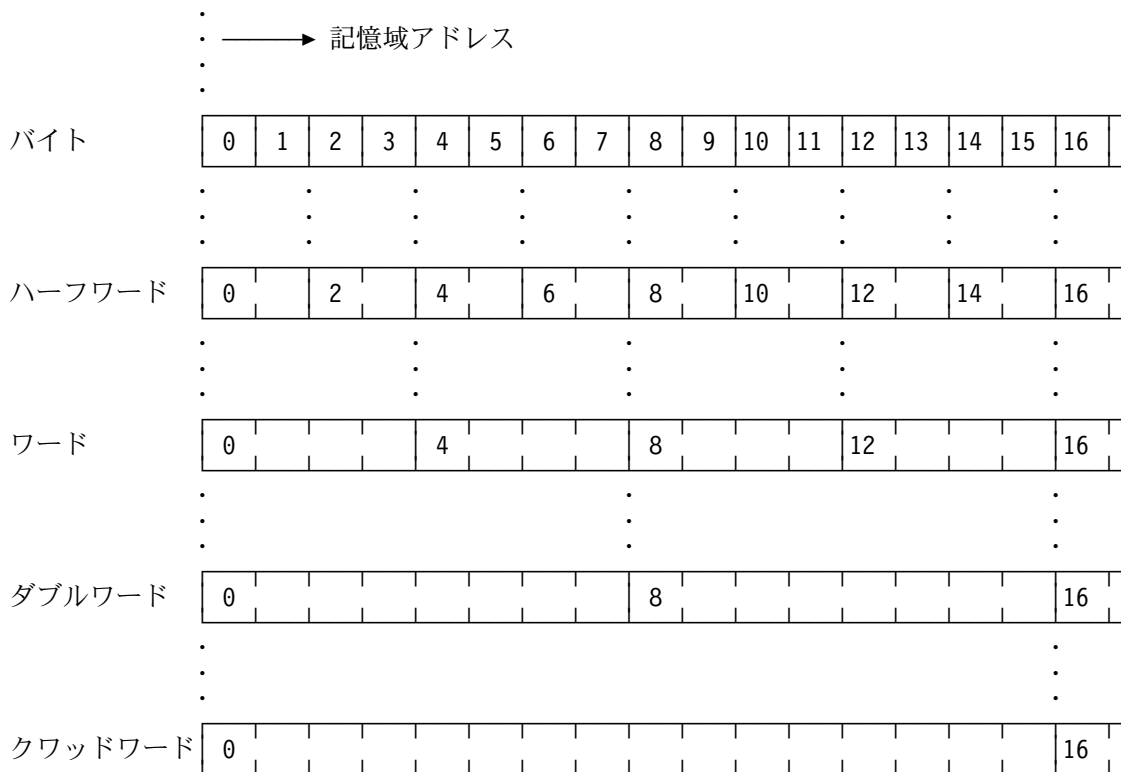 記憶域アドレス
バイト 0 1 2 3 4 5 6 7 8 9 10 11 12 13 14 15 16
ハーフワード 0 2 4 6 8 10 12 14 16
ワード 0 4 8 12 16
ダブルワード 0 8 16
クワッドワード 0 16